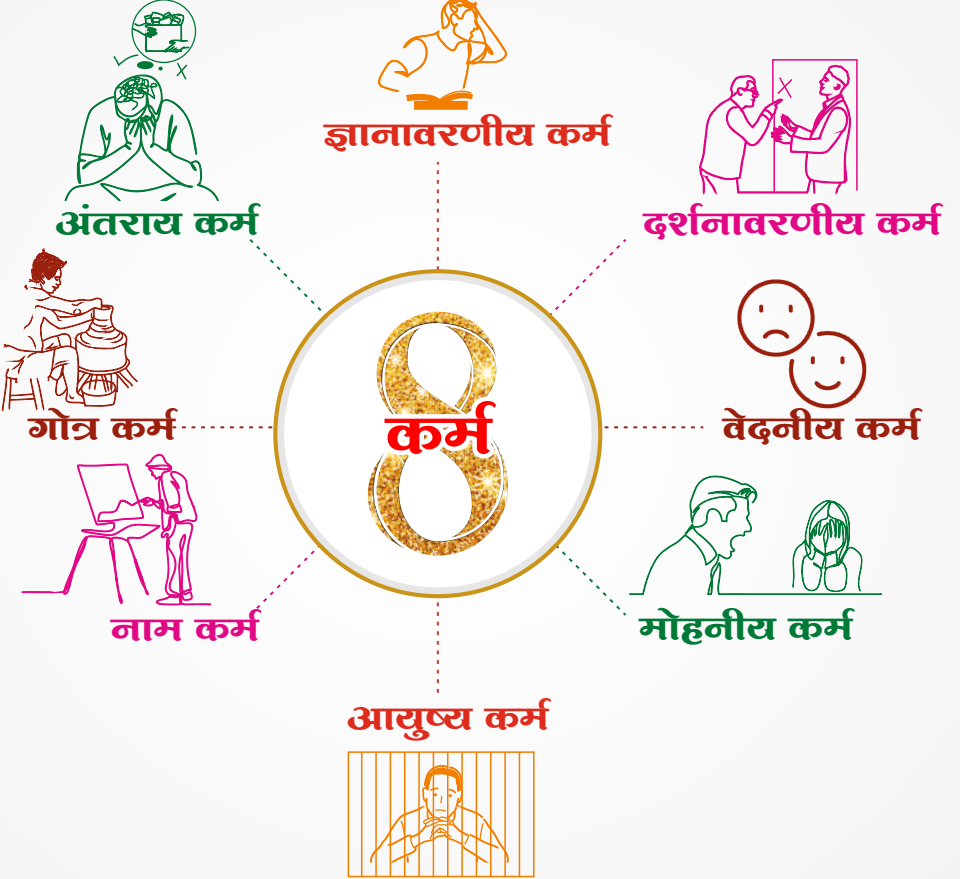 ज्ञानावरणीय कर्म
दर्शनावरणीय कर्म
वेदनीय कर्म
मोहनीय कर्म
आयुष्य कर्म
नाम कर्म
गोत्र कर्म
अंतराय कर्म
8
कर्म